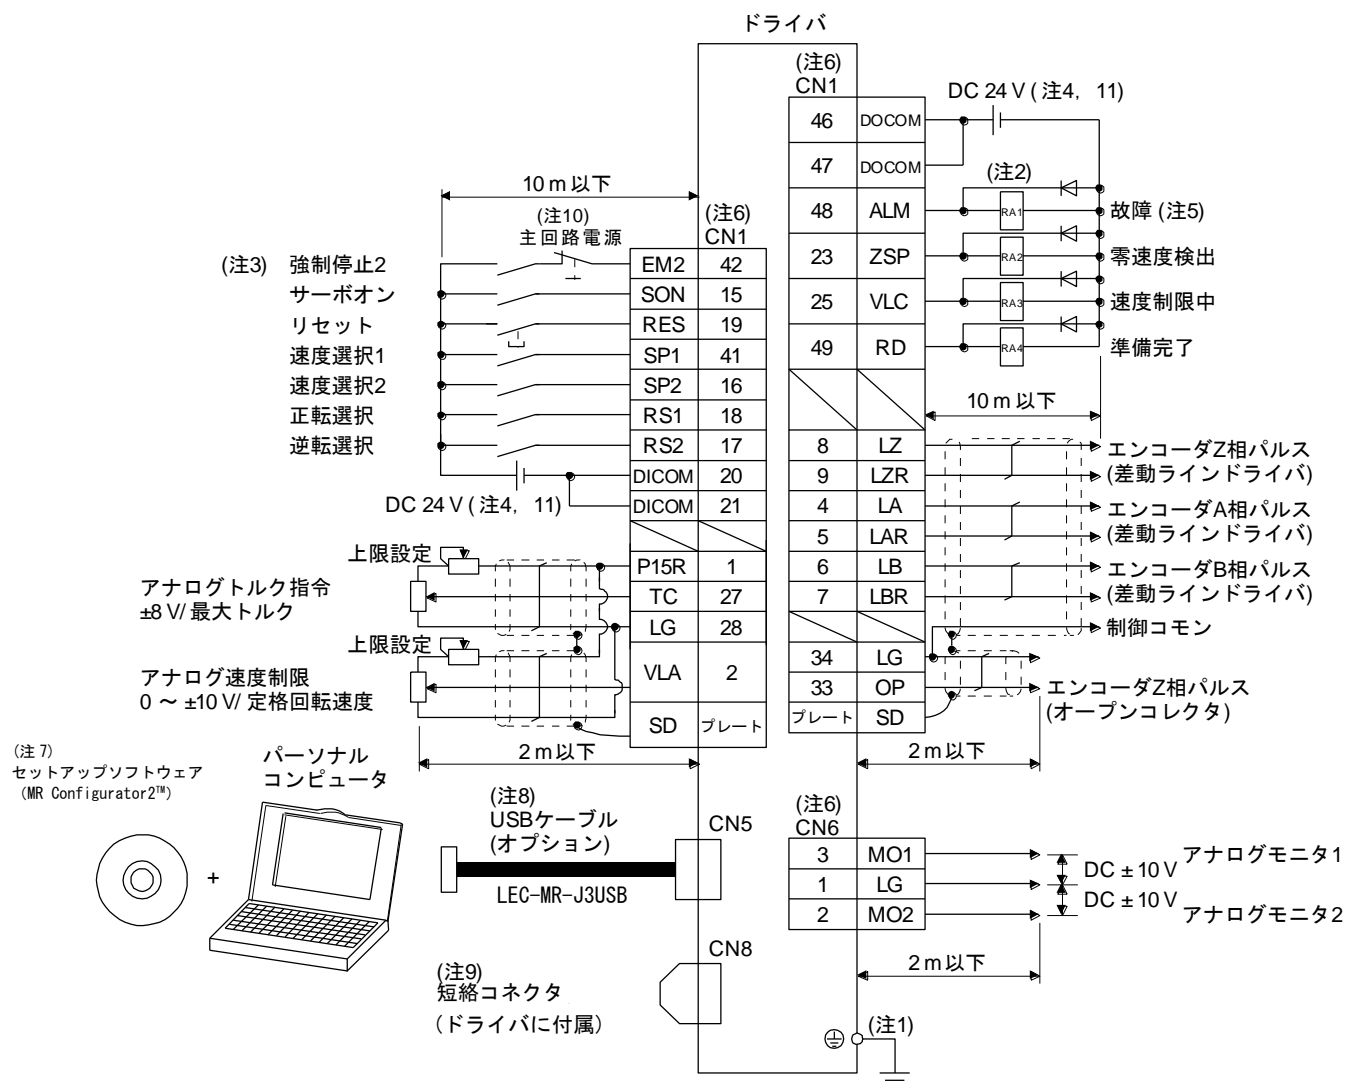 ドライバ
(注6)
CN1
DC 24 V ( 注4, 11)
46 DOCOM
47 DOCOM
(注2)
48 ALM RA1 故障 (注5)
23 ZSP RA2 零速度検出
25 VLC RA3 速度制限中
49 RD RA4 準備完了
10 m 以下
8 LZ エンコーダZ相パルス
9 LZR (差動ラインドライバ)
4 LA エンコーダA相パルス
5 LAR (差動ラインドライバ)
6 LB エンコーダB相パルス
7 LBR (差動ラインドライバ)
制御コモン
34 LG
33 OP エンコーダZ相パルス
(オープンコレクタ)
プレート SD
2 m 以下
10 m 以下
(注10)
主回路電源
(注6)
CN1
(注3) 強制停止2 EM2 42
サーボオン SON 15
リセット RES 19
速度選択1 SP1 41
速度選択2 SP2 16
正転選択 RS1 18
逆転選択 RS2 17
DICOM 20
DC 24 V ( 注4, 11) DICOM 21
上限設定
P15R 1
アナログトルク指令
±8 V/ 最大トルク
TC 27
LG 28
上限設定
アナログ速度制限
0 ～ ±10 V/ 定格回転速度
VLA 2
SD プレート
2 m 以下
(注 7)
セットアップソフトウェア
(MR Configurator2™)
パーソナル
コンピュータ
+
(注8)
USBケーブル
(オプション)
LEC-MR-J3USB
CN5
(注9)
短絡コネクタ
(ドライバに付属)
CN8
(注6)
CN6
3 MO1 アナログモニタ1
DC ± 10 V
1 LG
DC ± 10 V
2 MO2 アナログモニタ2
2 m 以下
(注1)